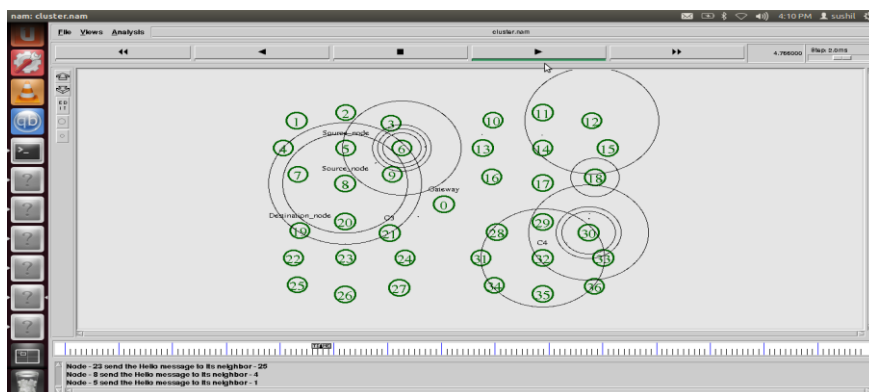 nam: cluster.nam
4:10 PM sushil
File Views Analysis
cluster.nam
4.756000
Step: 2.0ms
2
11
1
3
10
12
Source_node
4
5
6
13
14
15
Source_node
7
8
9
16
17
18
Gateway
0
Destination_node
20
C3
29
19
21
28
30
C4
22
23
24
31
32
33
25
26
27
34
35
36
Node - 23 send the Hello message to its neighbor - 25
Node - 8 send the Hello message to its neighbor - 4
Node - 5 send the Hello message to its neighbor - 1